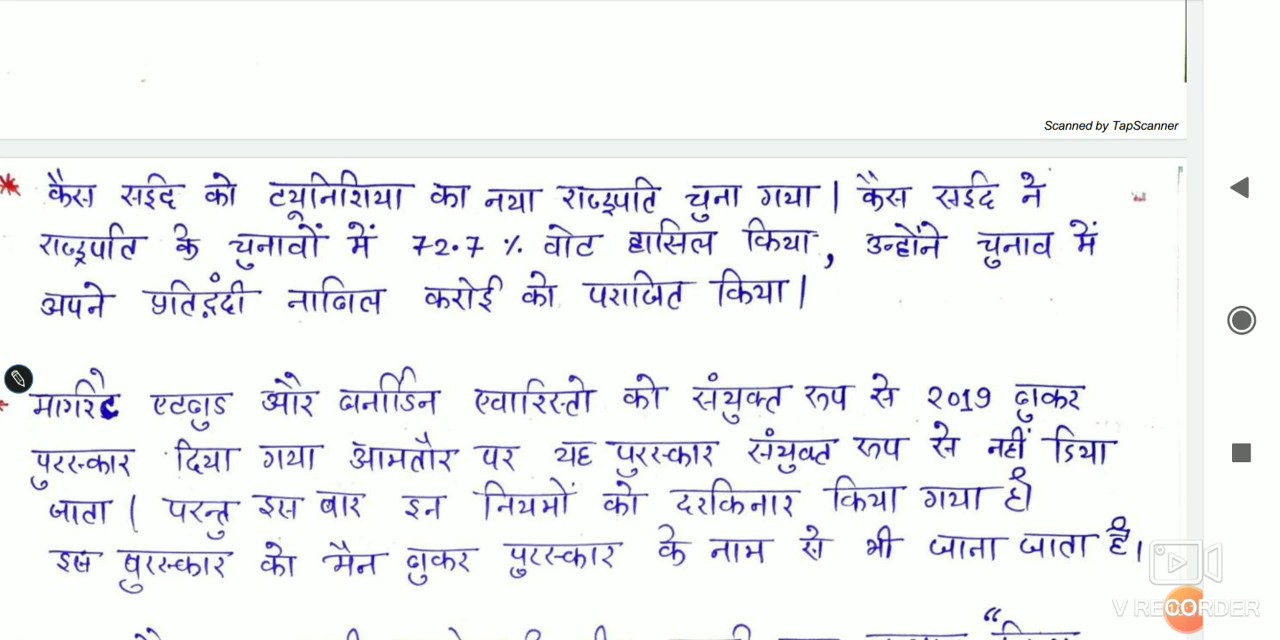 Scanned by TapScanner
कैस सईद को ट्यूनिशिया का नया राष्ट्रपति चुना गया। कैस सईद ने
राष्ट्रपति के चुनावों में 72.7 % वोट हासिल किया, उन्होंने चुनाव में
अपने प्रतिद्वंदी नाबिल करोई को पराजित किया।
मार्गरेट एटवुड और बर्नार्डिन एवारिस्तो को संयुक्त रूप से 2019 बुकर
पुरस्कार दिया गया आमतौर पर यह पुरस्कार संयुक्त रूप से नहीं दिया
जाता। परन्तु इस बार इन नियमों को दरकिनार किया गया है
इस पुरस्कार को मैन बुकर पुरस्कार के नाम से भी जाना जाता है।
V RECORDER